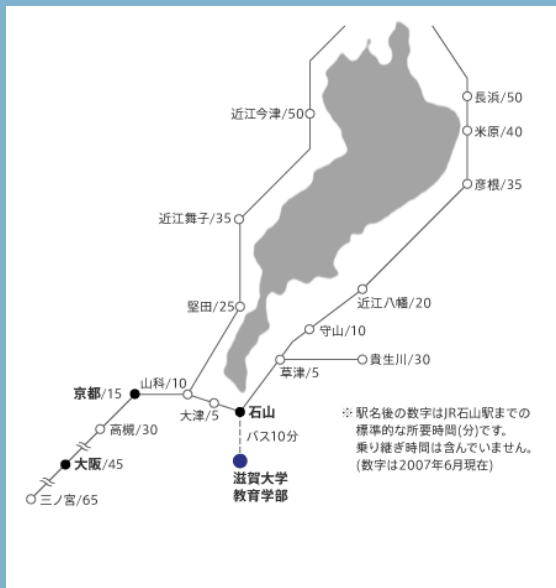 長浜/50
近江今津/50
米原/40
彦根/35
近江舞子/35
近江八幡/20
堅田/25
守山/10
貴生川/30
草津/5
山科/10
京都/15
大津/5
石山
高槻/30
バス10分
大阪/45
滋賀大学
教育学部
三ノ宮/65
※ 駅名後の数字はJR石山駅までの
標準的な所要時間(分)です。
乗り継ぎ時間は含んでいません。
(数字は2007年6月現在)